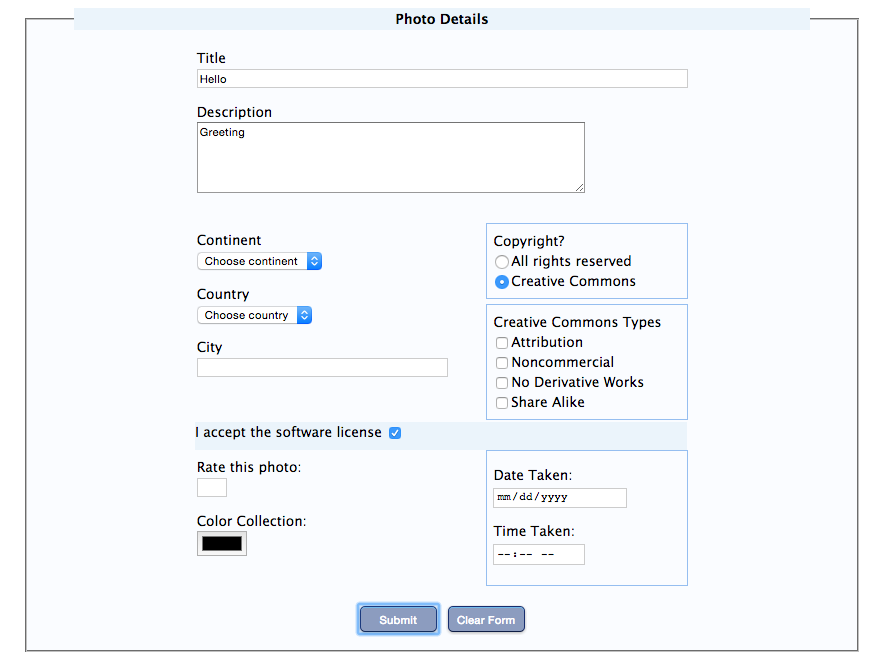 Photo Details
Title
Hello
Description
Greeting
Continent
Choose continent
Country
Choose country
City
Copyright?
All rights reserved
Creative Commons
Creative Commons Types
Attribution
Noncommercial
No Derivative Works
Share Alike
I accept the software license
Rate this photo:
Color Collection:
Date Taken:
mm/dd/yyyy
Time Taken:
--:-- --
Submit
Clear Form